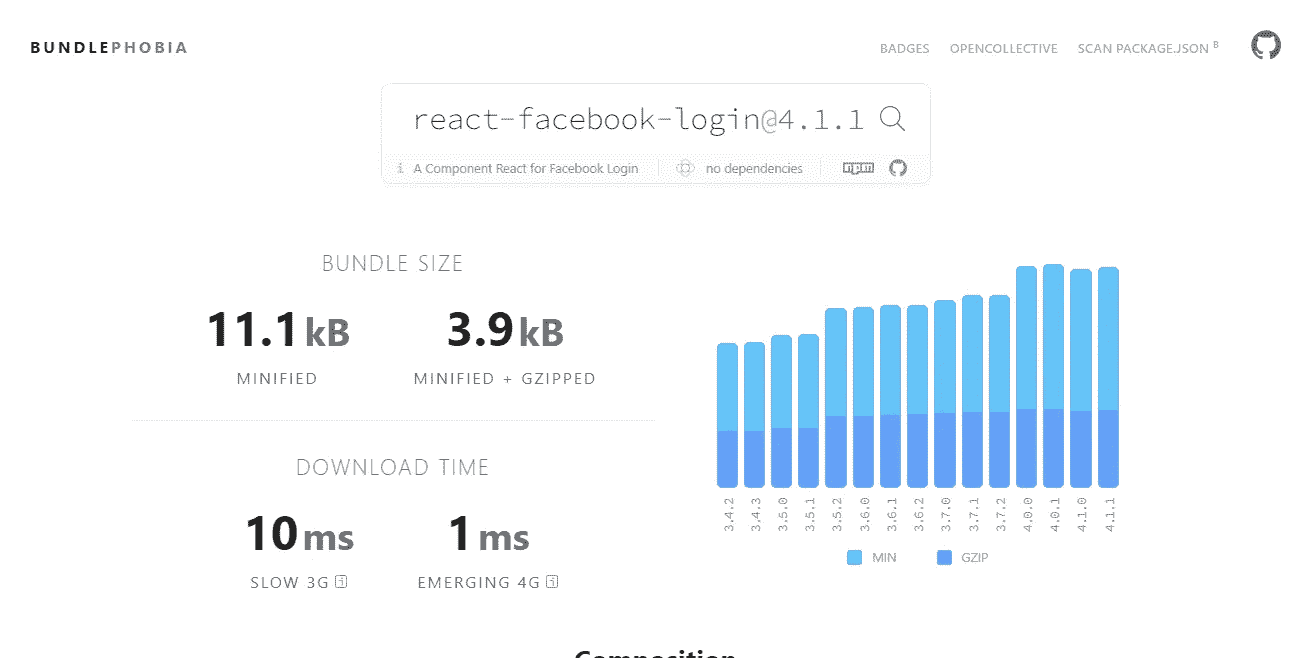 BUNDLEPHOBIA
BADGES OPENCOLLECTIVE SCAN PACKAGE.JSON β
react-facebook-login@4.1.1
i A Component React for Facebook Login no dependencies npm
BUNDLE SIZE
11.1 kB 3.9 kB
MINIFIED MINIFIED + GZIPPED
DOWNLOAD TIME
10 ms 1 ms
SLOW 3G i EMERGING 4G i
3.4.2 3.4.3 3.5.0 3.5.1 3.5.2 3.6.0 3.6.1 3.6.2 3.7.0 3.7.1 3.7.2 4.0.0 4.0.1 4.1.0 4.1.1
MIN GZIP
Composition